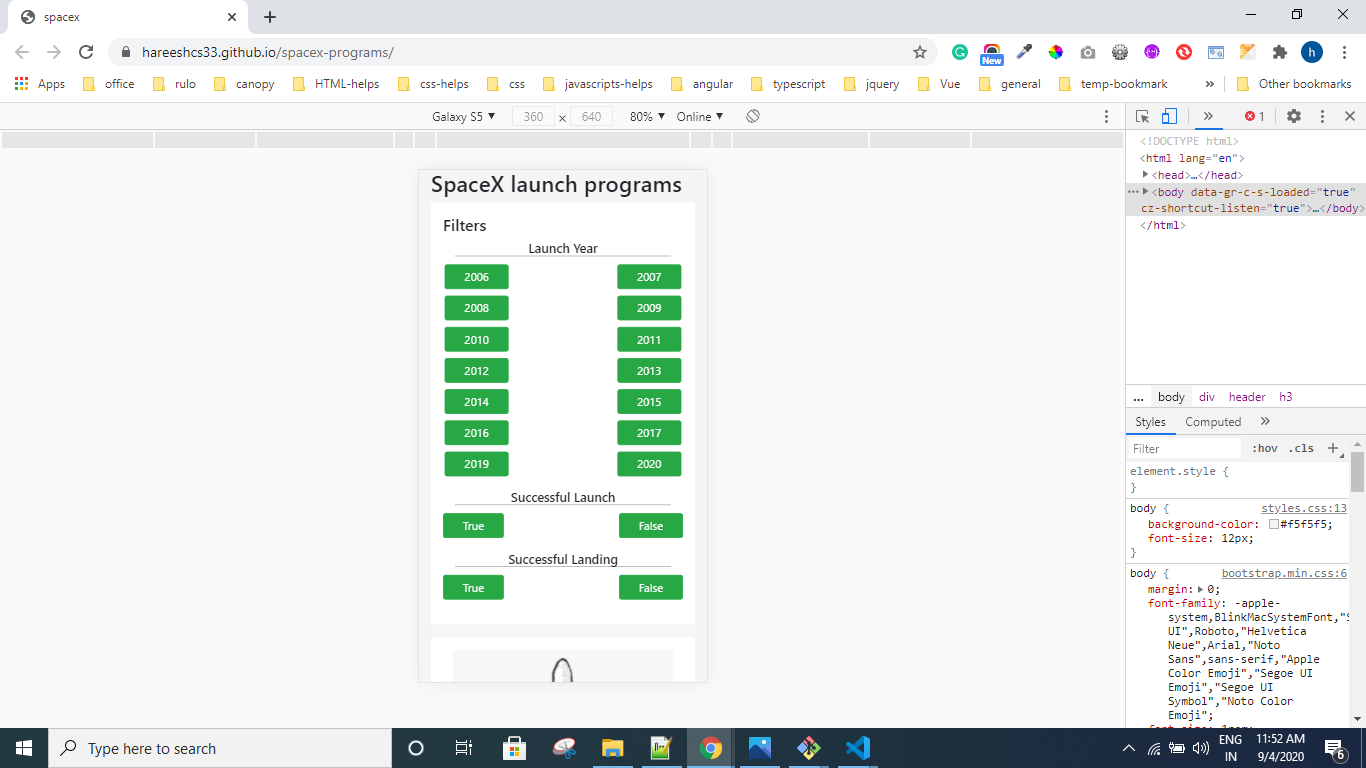 spacex
hareeshcs33.github.io/spacex-programs/
New
h
Apps office rulo canopy HTML-helps css-helps css javascripts-helps angular typescript jquery Vue general temp-bookmark » Other bookmarks
Galaxy S5 ▼ 360 x 640 80% ▼ Online ▼
» 1
SpaceX launch programs
Filters
Launch Year
2006 2007
2008 2009
2010 2011
2012 2013
2014 2015
2016 2017
2019 2020
Successful Launch
True False
Successful Landing
True False
<!DOCTYPE html>
<html lang="en">
<head>…</head>
<body data-gr-c-s-loaded="true"
cz-shortcut-listen="true">…</body>
</html>
... body div header h3
Styles Computed »
Filter :hov .cls +
element.style {
}
body { styles.css:13
background-color: #f5f5f5;
font-size: 12px;
}
body { bootstrap.min.css:6
margin: 0;
font-family: -apple-
system,BlinkMacSystemFont,"S
UI",Roboto,"Helvetica
Neue",Arial,"Noto
Sans",sans-serif,"Apple
Color Emoji","Segoe UI
Emoji","Segoe UI
Symbol","Noto Color
Emoji";
Type here to search
ENG
IN
11:52 AM
9/4/2020
6